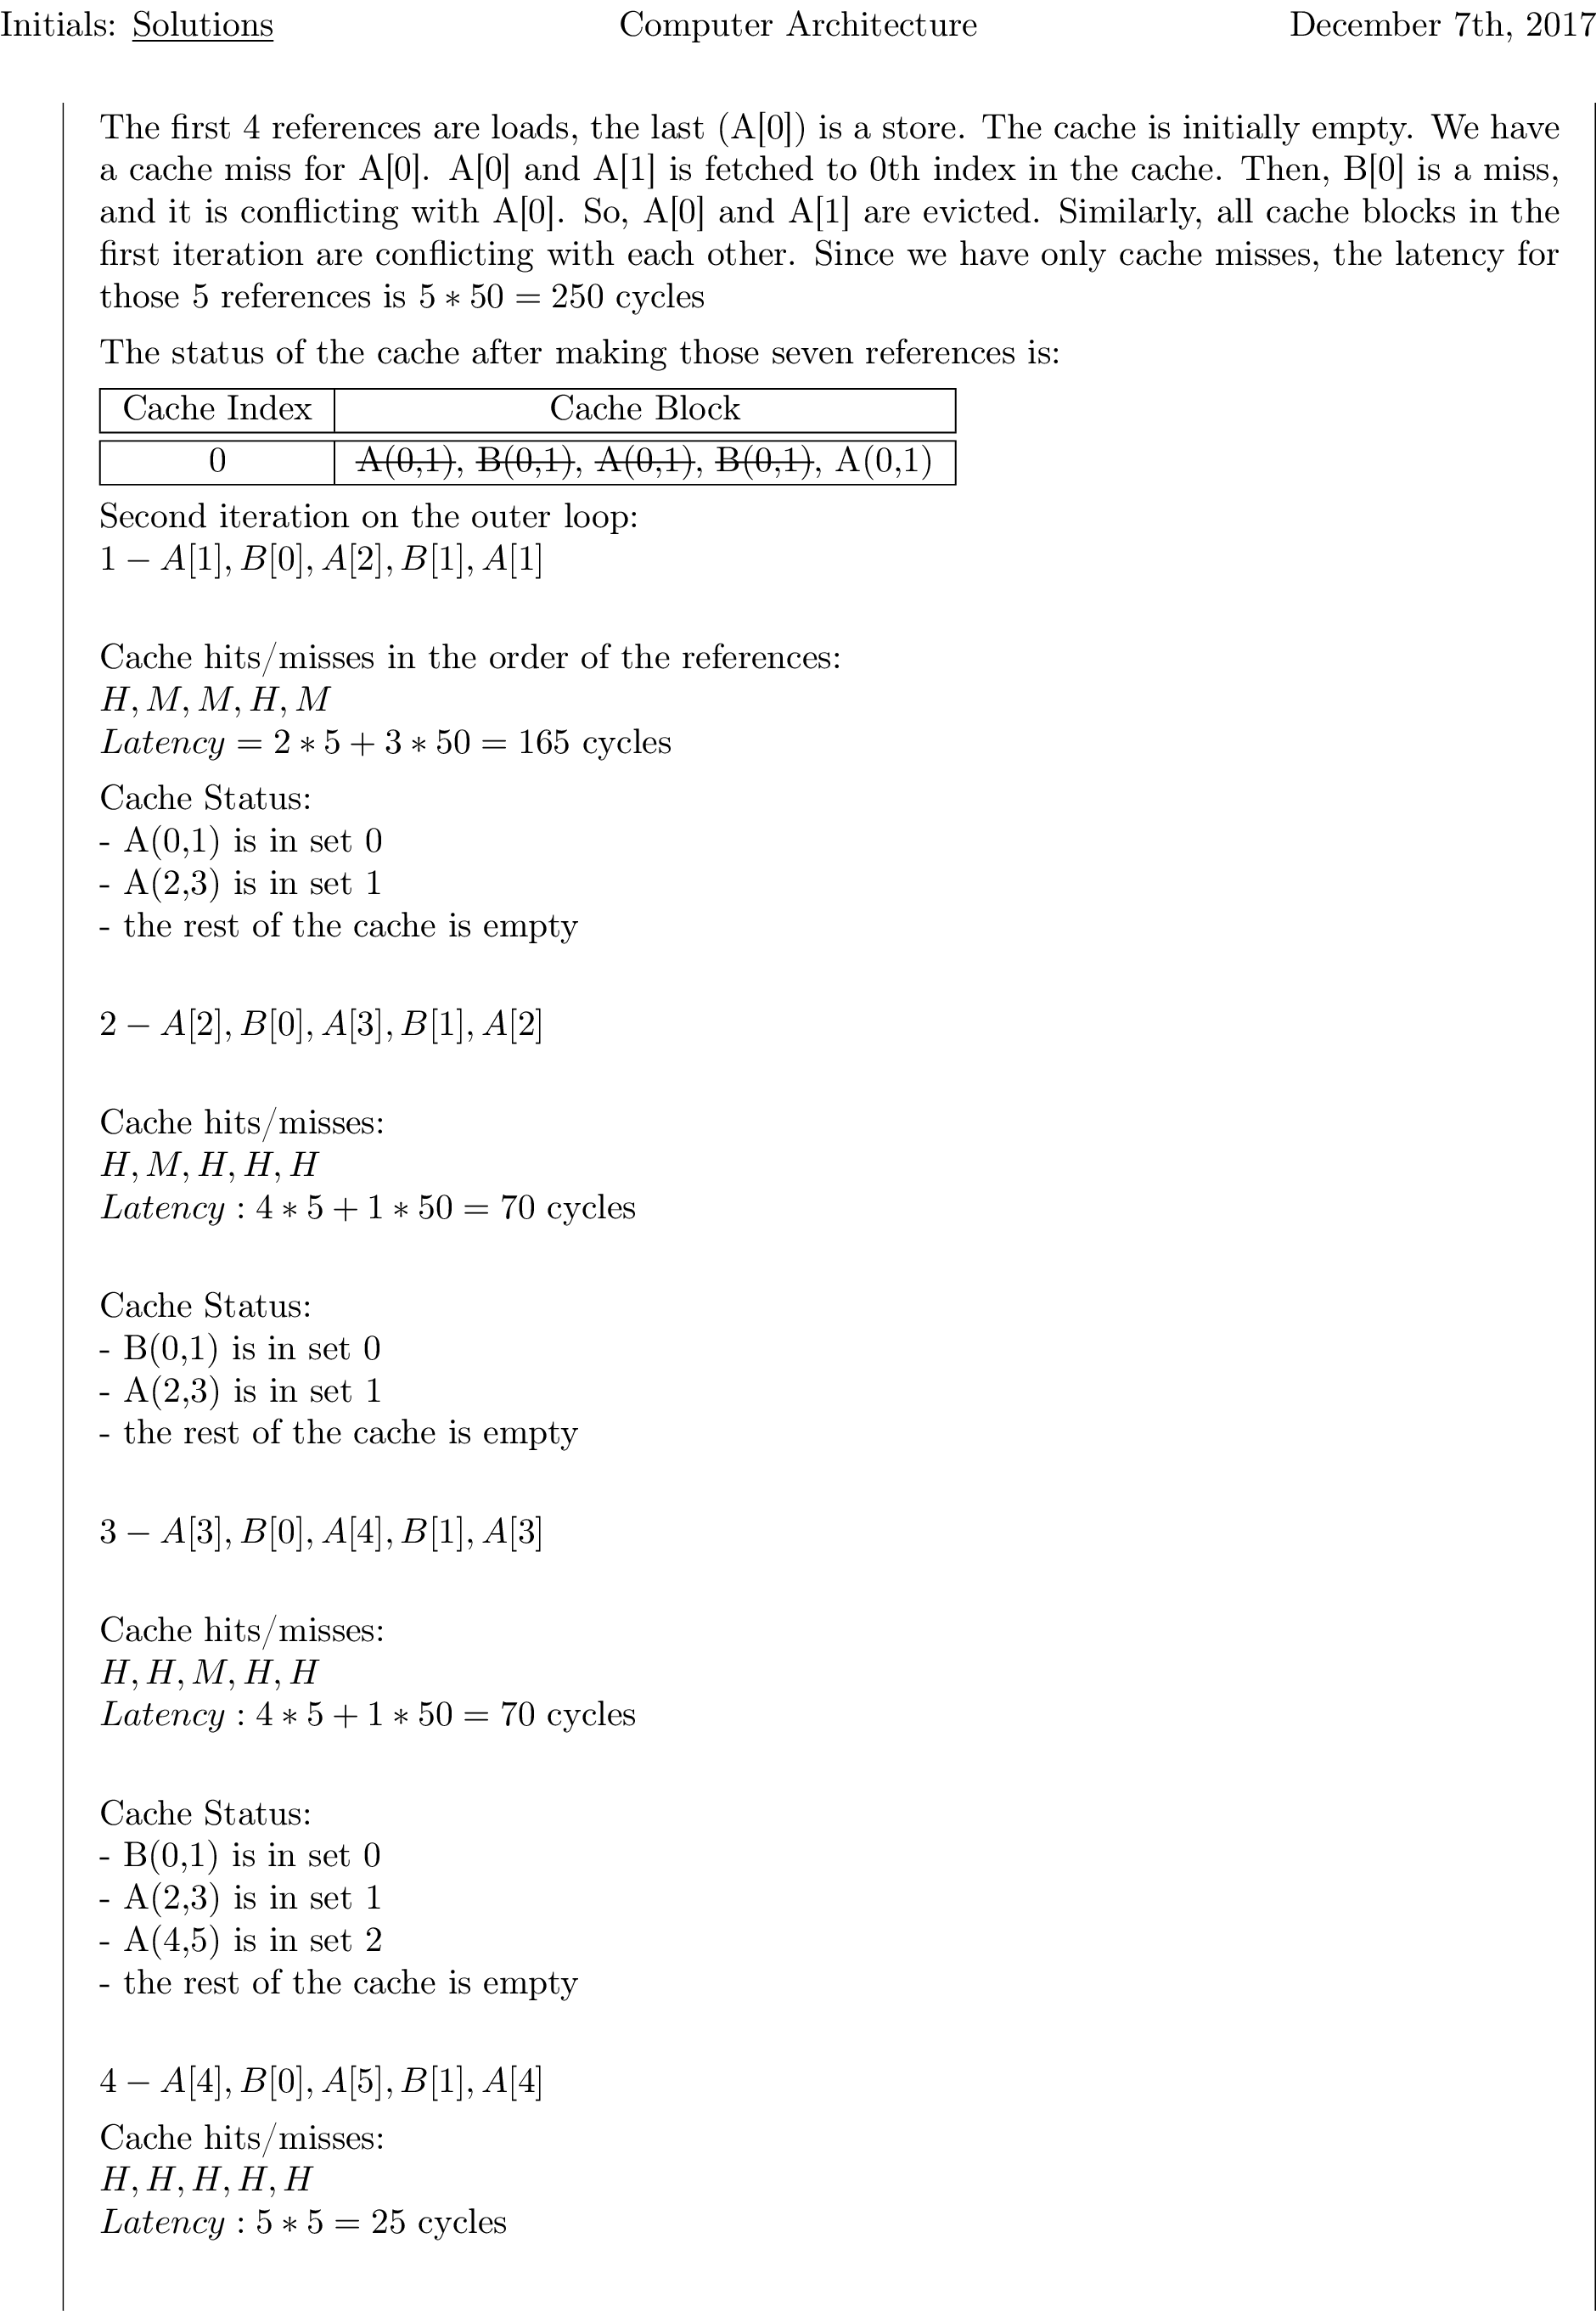 Initials: Solutions Computer Architecture December 7th, 2017
The first 4 references are loads, the last (A[0]) is a store. The cache is initially empty. We have
a cache miss for A[0]. A[0] and A[1] is fetched to 0th index in the cache. Then, B[0] is a miss,
and it is conflicting with A[0]. So, A[0] and A[1] are evicted. Similarly, all cache blocks in the
first iteration are conflicting with each other. Since we have only cache misses, the latency for
those 5 references is 5 ∗ 50 = 250 cycles
The status of the cache after making those seven references is:
Cache Index Cache Block
0 A(0,1), B(0,1), A(0,1), B(0,1), A(0,1)
Second iteration on the outer loop:
1 − A[1], B[0], A[2], B[1], A[1]
Cache hits/misses in the order of the references:
H, M, M, H, M
Latency = 2 ∗ 5 + 3 ∗ 50 = 165 cycles
Cache Status:
- A(0,1) is in set 0
- A(2,3) is in set 1
- the rest of the cache is empty
2 − A[2], B[0], A[3], B[1], A[2]
Cache hits/misses:
H, M, H, H, H
Latency : 4 ∗ 5 + 1 ∗ 50 = 70 cycles
Cache Status:
- B(0,1) is in set 0
- A(2,3) is in set 1
- the rest of the cache is empty
3 − A[3], B[0], A[4], B[1], A[3]
Cache hits/misses:
H, H, M, H, H
Latency : 4 ∗ 5 + 1 ∗ 50 = 70 cycles
Cache Status:
- B(0,1) is in set 0
- A(2,3) is in set 1
- A(4,5) is in set 2
- the rest of the cache is empty
4 − A[4], B[0], A[5], B[1], A[4]
Cache hits/misses:
H, H, H, H, H
Latency : 5 ∗ 5 = 25 cycles